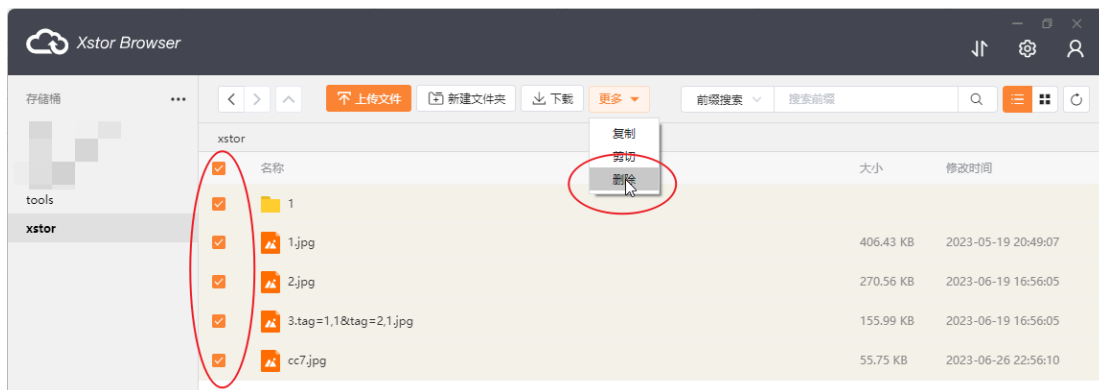 Xstor Browser
存储桶 ••• 上传文件 新建文件夹 下载 更多 前缀搜索 搜索前缀
复制
剪切
删除
xstor
名称 大小 修改时间
tools
xstor
1
1.jpg 406.43 KB 2023-05-19 20:49:07
2.jpg 270.56 KB 2023-06-19 16:56:05
3.tag=1,1&tag=2,1.jpg 155.99 KB 2023-06-19 16:56:05
cc7.jpg 55.75 KB 2023-06-26 22:56:10